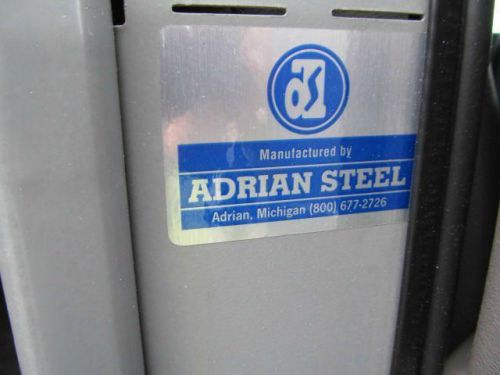 Manufactured by
ADRIAN STEEL
Adrian, Michigan (800) 677-2726